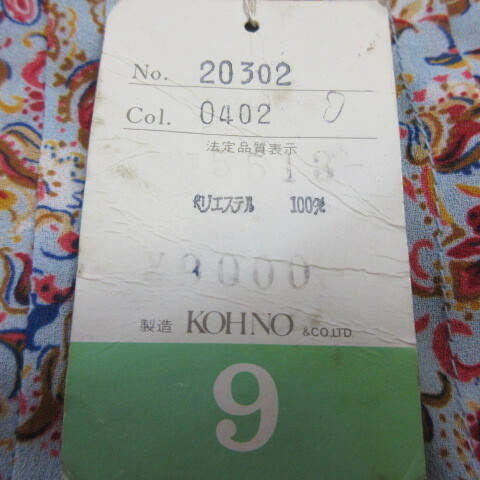 No. 20302
Col. 0402
法定品質表示
ポリエステル 100%
製造 KOHNO & CO., LTD
9